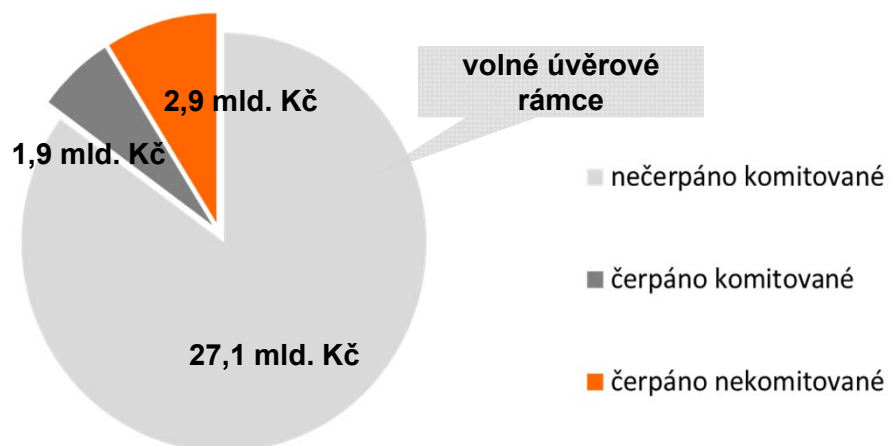 volné úvěrové
rámce
2,9 mld. Kč
1,9 mld. Kč
27,1 mld. Kč
nečerpáno komitované
čerpáno komitované
čerpáno nekomitované